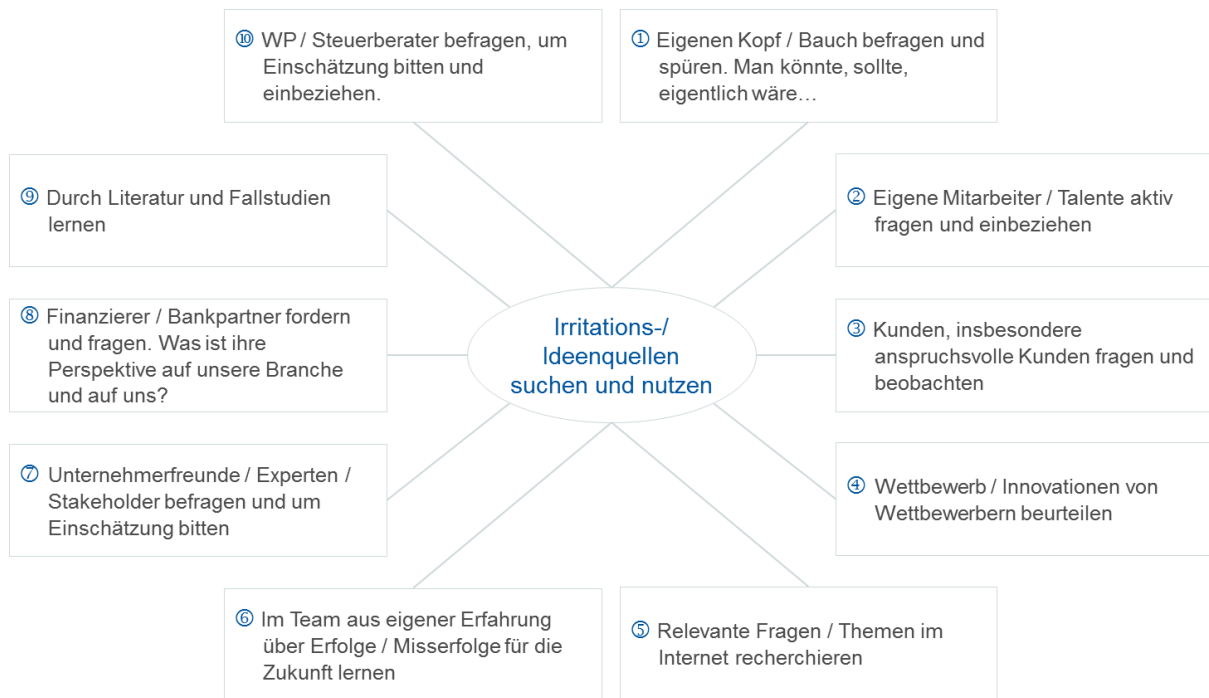 ⑩ WP / Steuerberater befragen, um
Einschätzung bitten und
einbeziehen.
① Eigenen Kopf / Bauch befragen und
spüren. Man könnte, sollte,
eigentlich wäre…
⑨ Durch Literatur und Fallstudien
lernen
② Eigene Mitarbeiter / Talente aktiv
fragen und einbeziehen
⑧ Finanzierer / Bankpartner fordern
und fragen. Was ist ihre
Perspektive auf unsere Branche
und auf uns?
Irritations-/
Ideenquellen
suchen und nutzen
③ Kunden, insbesondere
anspruchsvolle Kunden fragen und
beobachten
⑦ Unternehmerfreunde / Experten /
Stakeholder befragen und um
Einschätzung bitten
④ Wettbewerb / Innovationen von
Wettbewerbern beurteilen
⑥ Im Team aus eigener Erfahrung
über Erfolge / Misserfolge für die
Zukunft lernen
⑤ Relevante Fragen / Themen im
Internet recherchieren